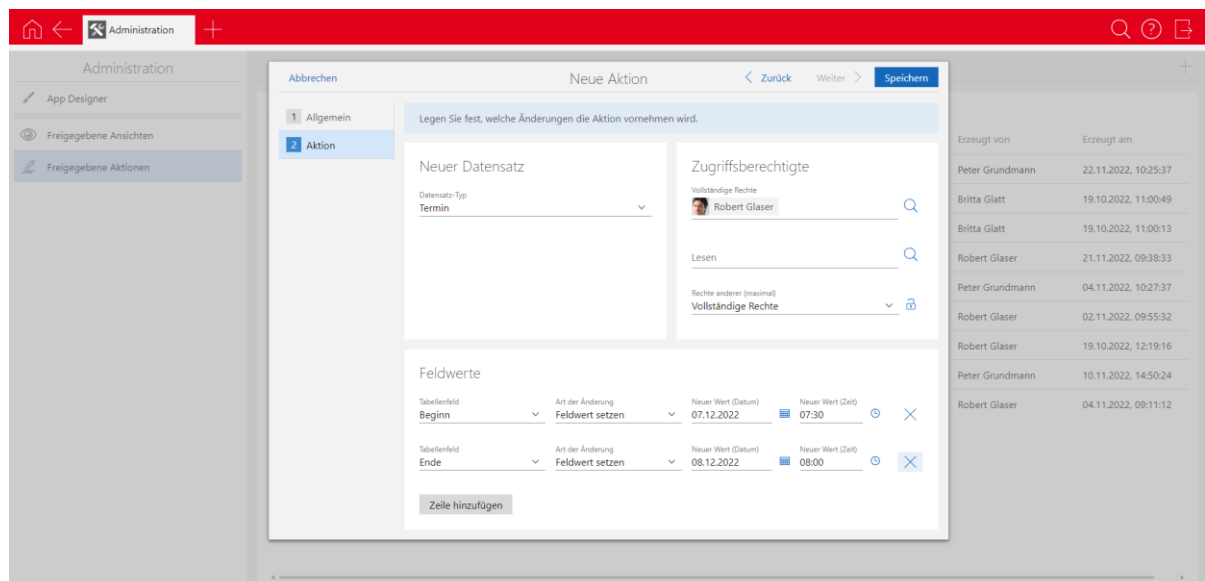 Administration
Administration
App Designer
Freigegebene Ansichten
Freigegebene Aktionen
Abbrechen
Neue Aktion
Zurück
Weiter
Speichern
1 Allgemein
2 Aktion
Legen Sie fest, welche Änderungen die Aktion vornehmen wird.
Neuer Datensatz
Datensatz-Typ
Termin
Zugriffsberechtigte
Vollständige Rechte
Robert Glaser
Lesen
Rechte anderer (maximal)
Vollständige Rechte
Feldwerte
Tabellenfeld Art der Änderung Neuer Wert (Datum) Neuer Wert (Zeit)
Beginn Feldwert setzen 07.12.2022 07:30
Tabellenfeld Art der Änderung Neuer Wert (Datum) Neuer Wert (Zeit)
Ende Feldwert setzen 08.12.2022 08:00
Zeile hinzufügen
Erzeugt von Erzeugt am
Peter Grundmann 22.11.2022, 10:25:37
Britta Glatt 19.10.2022, 11:00:49
Britta Glatt 19.10.2022, 11:00:13
Robert Glaser 21.11.2022, 09:38:33
Peter Grundmann 04.11.2022, 10:27:37
Robert Glaser 02.11.2022, 09:55:32
Robert Glaser 19.10.2022, 12:19:16
Peter Grundmann 10.11.2022, 14:50:24
Robert Glaser 04.11.2022, 09:11:12